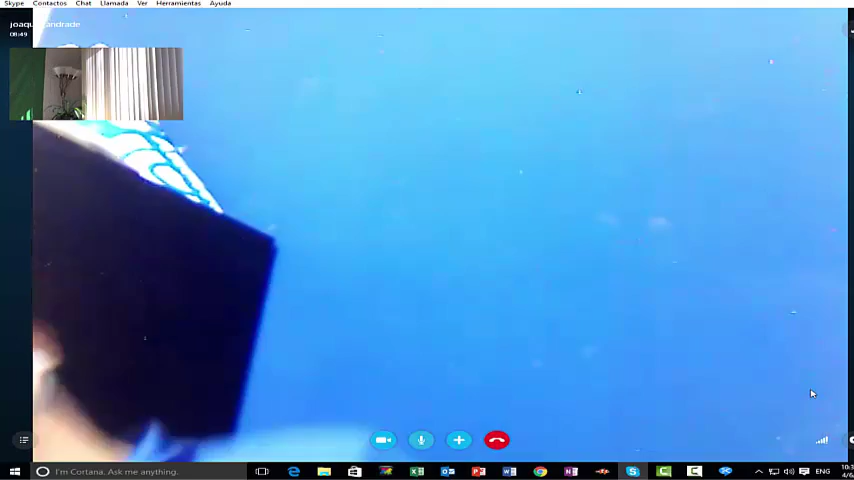 Skype Contactos Chat Llamada Ver Herramientas Ayuda
andrade
08:49
I'm Cortana. Ask me anything.
ENG